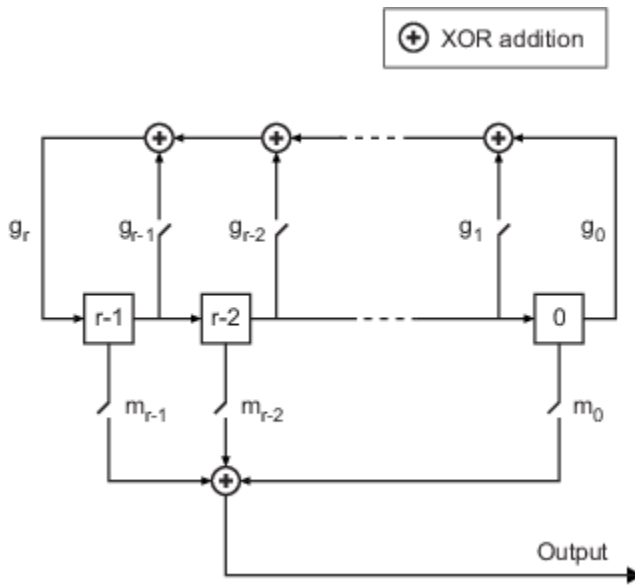 XOR addition
g_r g_{r-1} g_{r-2} g_1 g_0
r-1 r-2 0
m_{r-1} m_{r-2} m_0
Output